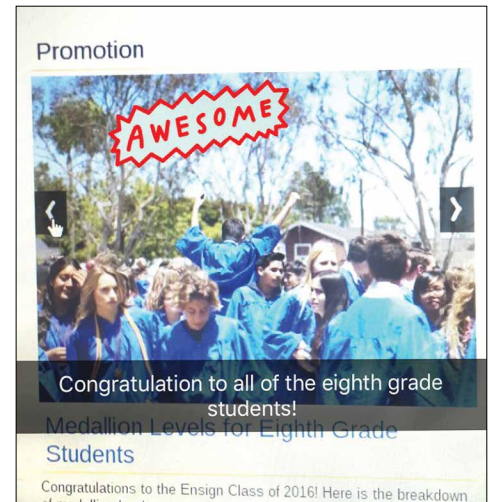 Promotion
AWESOME
Congratulation to all of the eighth grade
students!
Medallion Levels for Eighth Grade
Students
Congratulations to the Ensign Class of 2016! Here is the breakdown